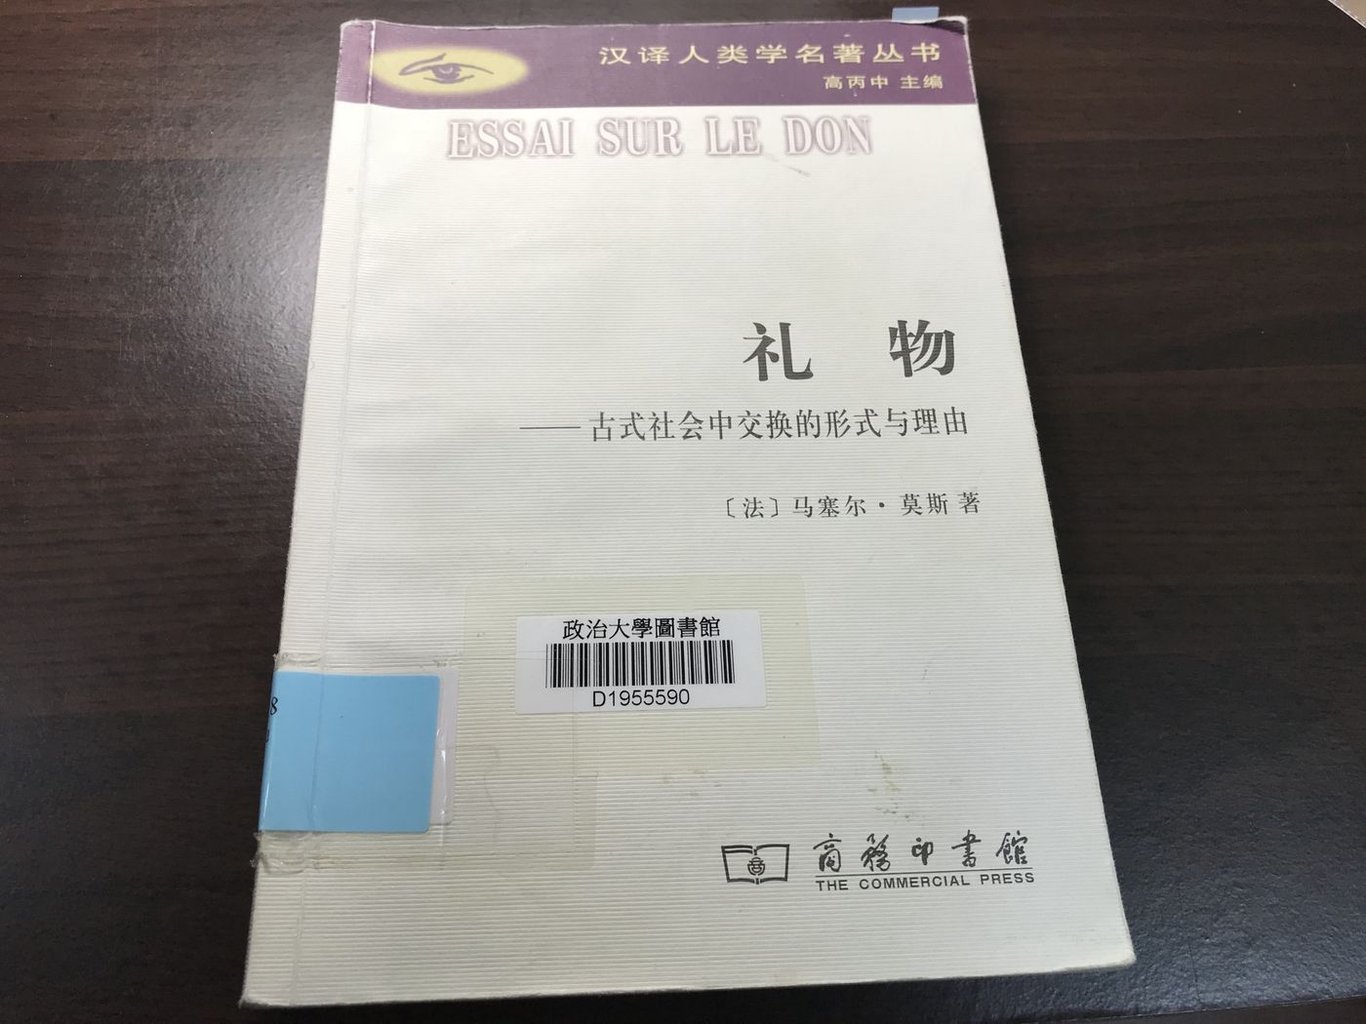 汉译人类学名著丛书
高丙中 主编
ESSAI SUR LE DON
礼 物
——古式社会中交换的形式与理由
〔法〕马塞尔·莫斯 著
政治大學圖書館
D1955590
8
商務印書館
THE COMMERCIAL PRESS